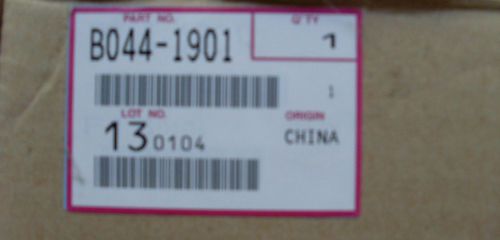 PART NO. Q'TY
B044-1901 1
1
LOT NO. ORIGIN
130104 CHINA